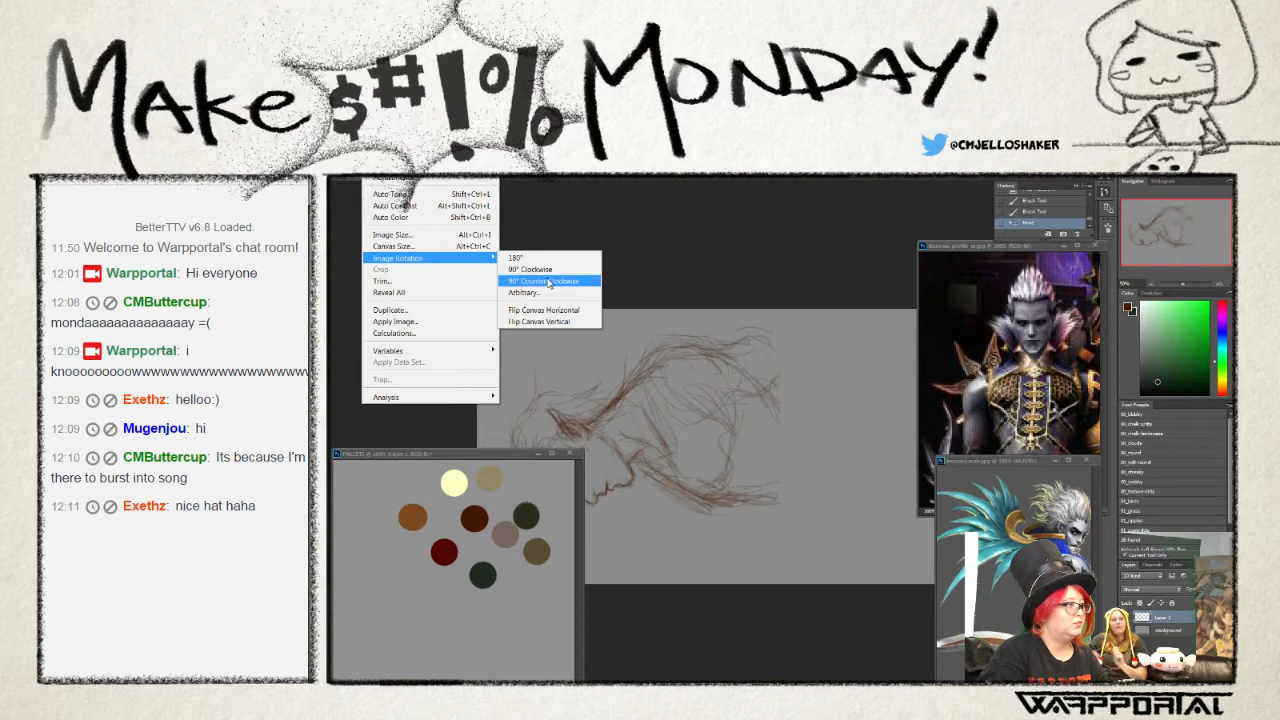 MAKE $#!% MONDAY!
@CMJELLOSHAKER
BetterTTV v6.8 Loaded.
11:50 Welcome to Warpportal's chat room!
12:01 Warpportal: Hi everyone
12:08 CMButtercup:
mondaaaaaaaaaaaaaay =(
12:09 Warpportal: i
12:09 Exethz: helloo:)
12:09 Mugenjou: hi
12:10 CMButtercup: Its because I'm
there to burst into song
12:11 Exethz: nice hat haha
Auto Tone Shift+Ctrl+L
Auto Contrast Alt+Shift+Ctrl+L
Auto Color Shift+Ctrl+B
Image Size... Alt+Ctrl+I
Canvas Size... Alt+Ctrl+C
Image Rotation
Crop
Trim...
Reveal All
Duplicate...
Apply Image...
Calculations...
Variables
Apply Data Set...
Trap...
Analysis
180°
90° Clockwise
90° Counter Clockwise
Arbitrary...
Flip Canvas Horizontal
Flip Canvas Vertical
History
Brush Tool
Brush Tool
Navigator Histogram
50%
Color Swatches
Tool Presets
Current Tool Only
Layers Channels Paths
Kind
Normal
Lock:
Layer 1
Background
WARPPORTAL